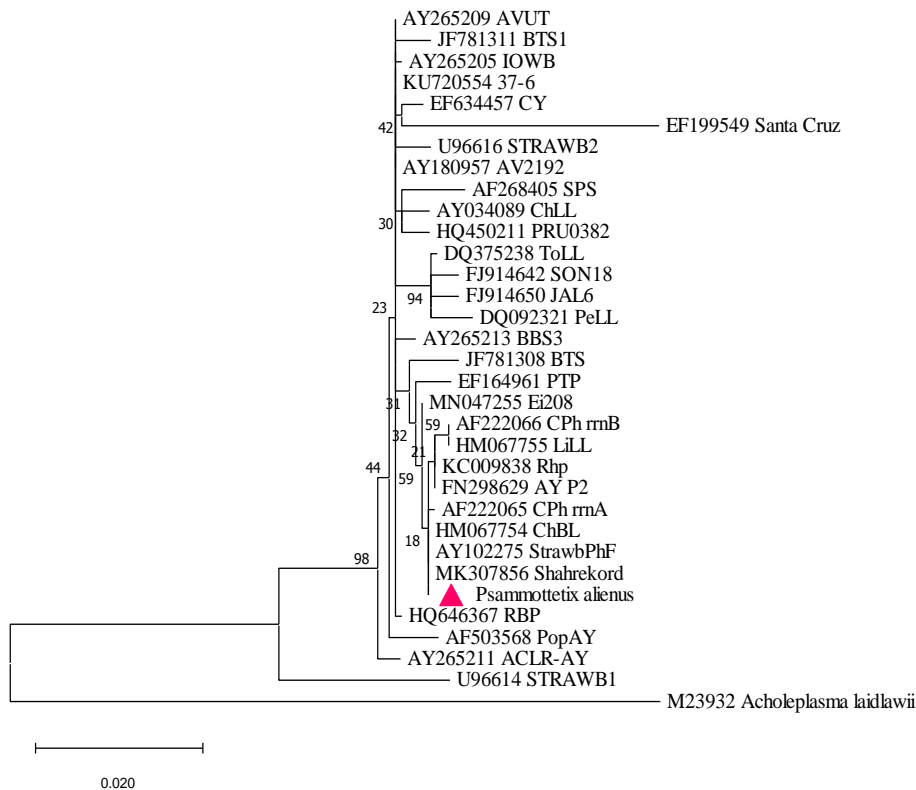 AY265209 AVUT
JF781311 BTS1
AY265205 IOWB
KU720554 37-6
EF634457 CY
42
EF199549 Santa Cruz
U96616 STRAWB2
AY180957 AV2192
AF268405 SPS
AY034089 ChLL
30
HQ450211 PRU0382
DQ375238 ToLL
FJ914642 SON18
94
FJ914650 JAL6
23
DQ092321 PeLL
AY265213 BBS3
JF781308 BTS
EF164961 PTP
31
MN047255 Ei208
59
AF222066 CPh rrnB
32
HM067755 LiLL
21
44
KC009838 Rhp
59
FN298629 AY P2
AF222065 CPh rrnA
HM067754 ChBL
18
AY102275 StrawbPhF
98
MK307856 Shahrekord
Psammottetix alienus
HQ646367 RBP
AF503568 PopAY
AY265211 ACLR-AY
U96614 STRAWB1
M23932 Acholeplasma laidlawii
0.020